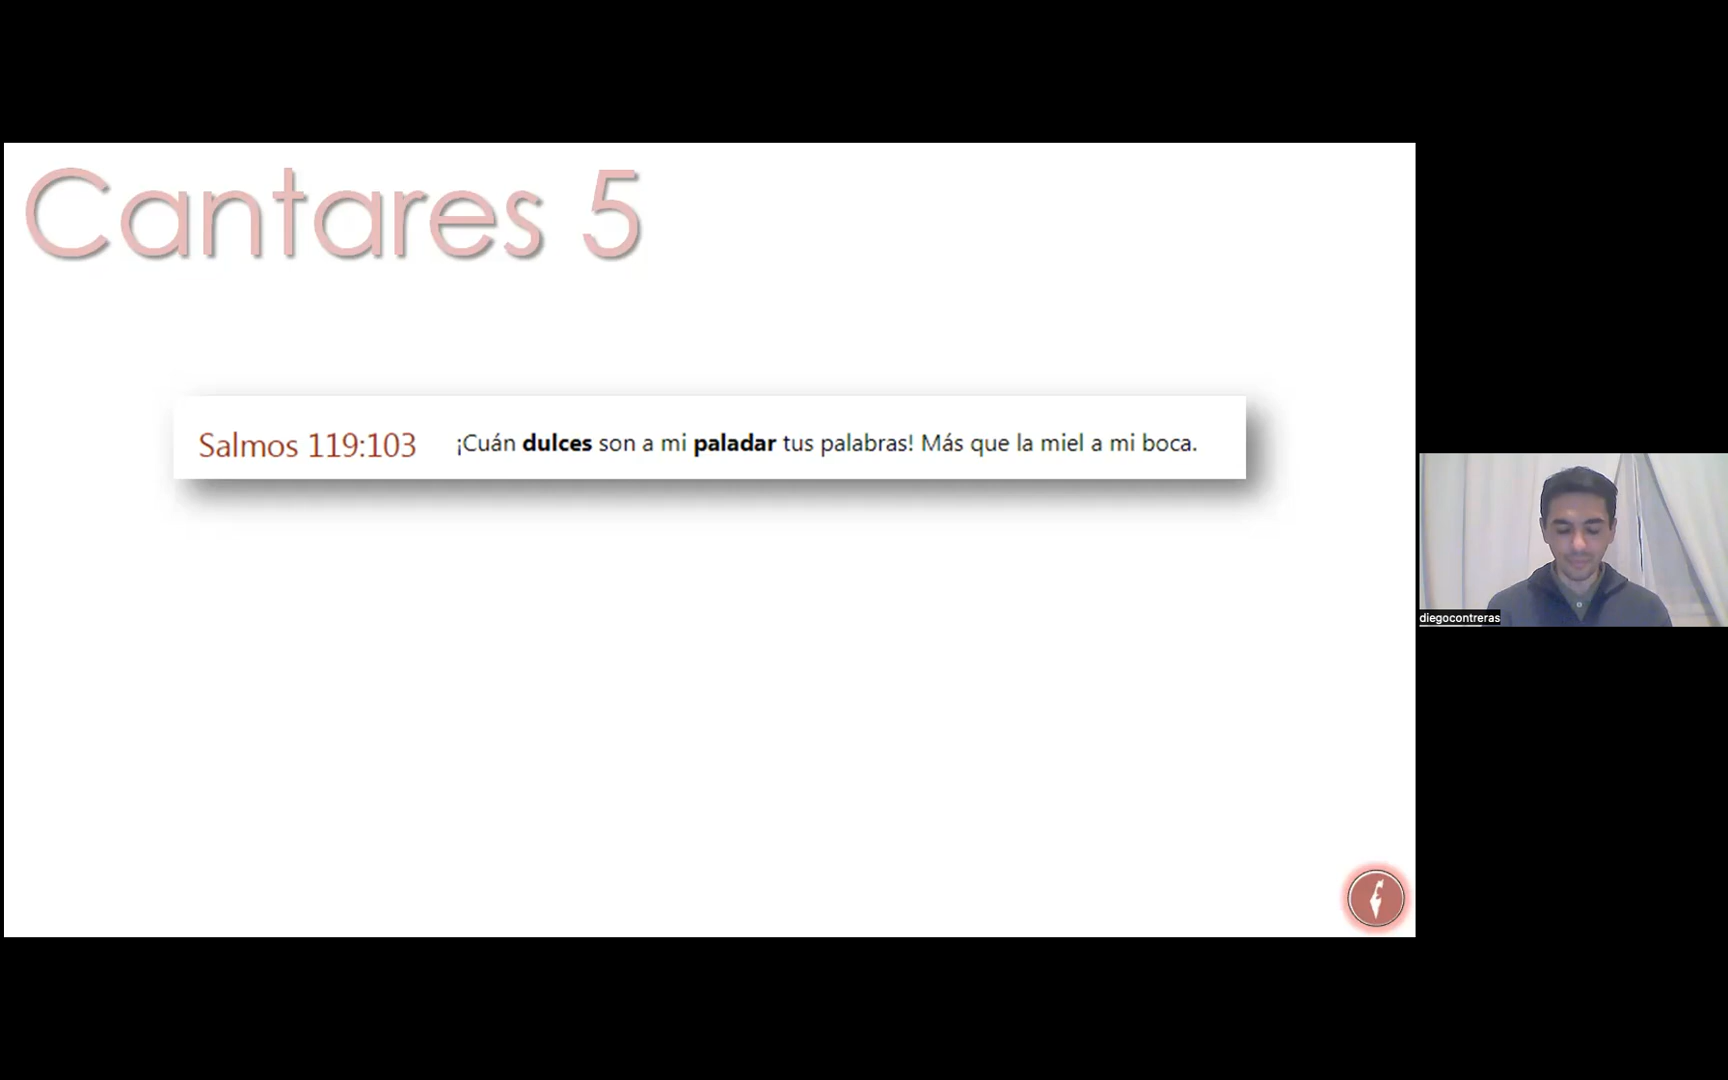 Cantares 5
Salmos 119:103 ¡Cuán dulces son a mi paladar tus palabras! Más que la miel a mi boca.
diegocontreras